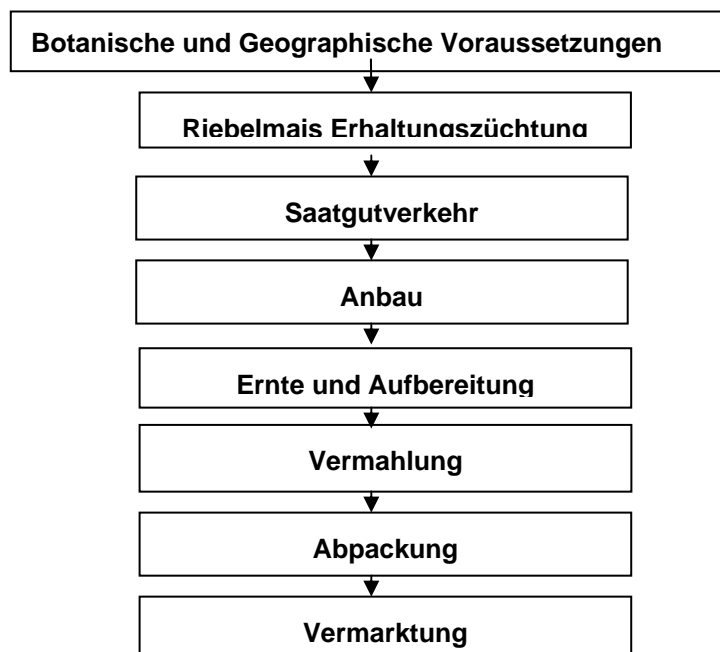 Botanische und Geographische Voraussetzungen
Riebelmais Erhaltungszüchtung
Saatgutverkehr
Anbau
Ernte und Aufbereitung
Vermahlung
Abpackung
Vermarktung